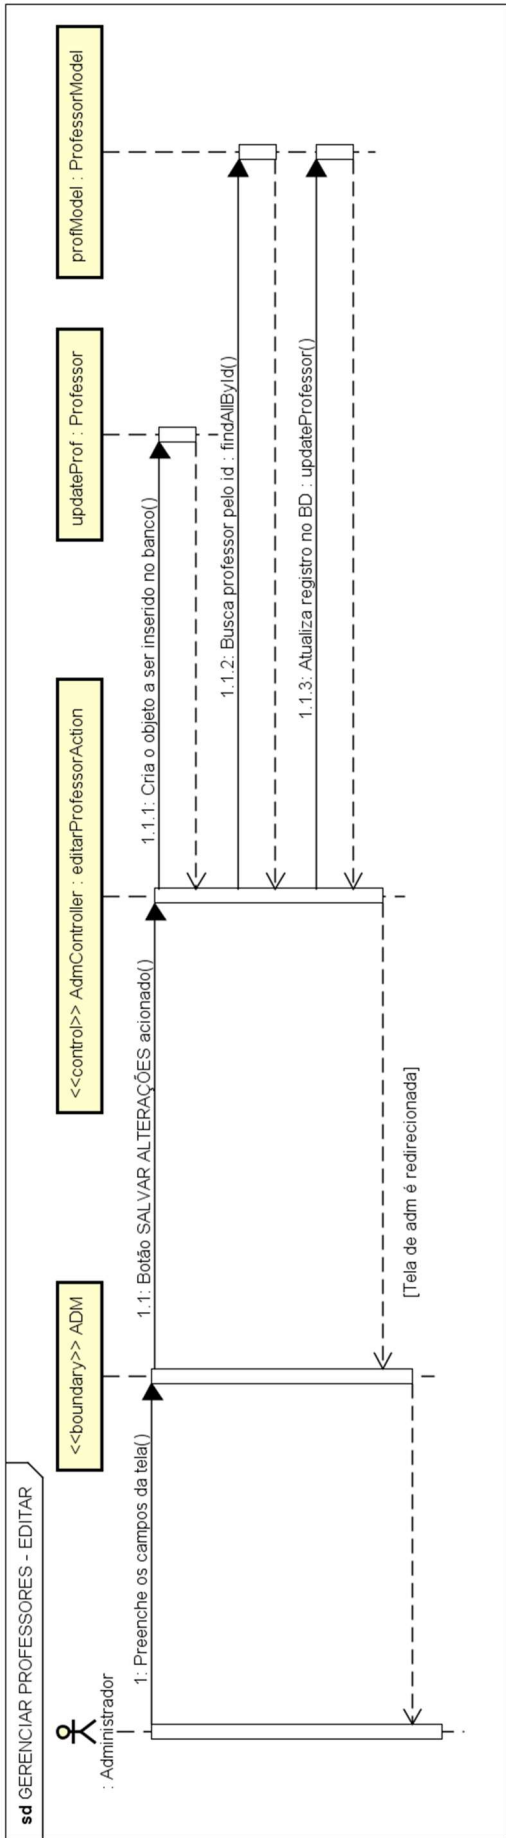 sd GERENCIAR PROFESSORES - EDITAR
: Administrador
<<boundary>> ADM
<<control>> AdmController : editarProfessorAction
updateProf : Professor
profModel : ProfessorModel
1: Preenche os campos da tela()
1.1: Botão SALVAR ALTERAÇÕES acionado()
1.1.1: Cria o objeto a ser inserido no banco()
1.1.2: Busca professor pelo id : findAllById()
1.1.3: Atualiza registro no BD : updateProfessor()
[Tela de adm é redirecionada]